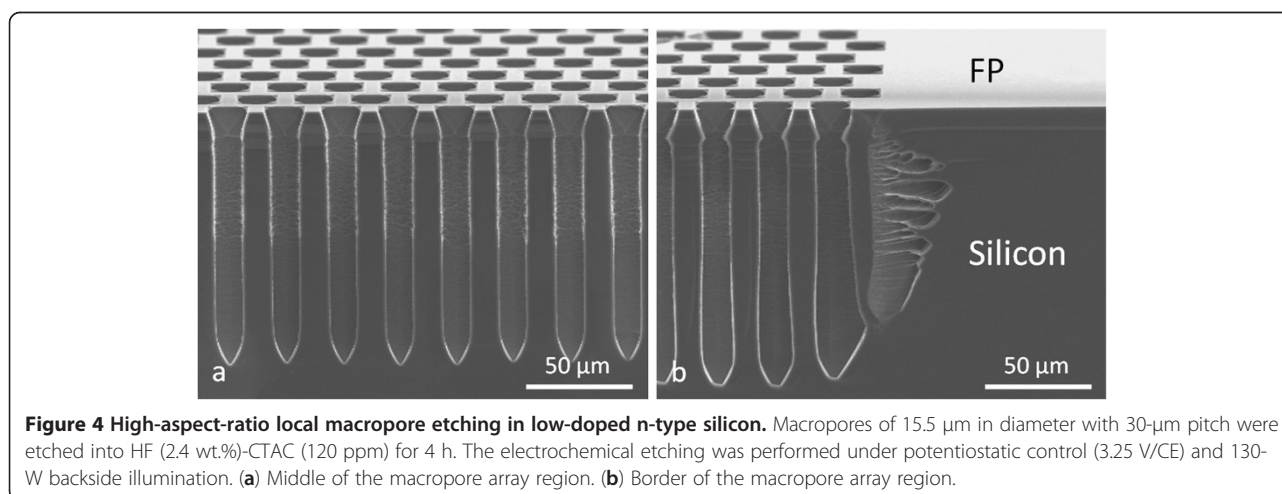 FP
Silicon
50 µm
a
50 µm
b
Figure 4 High-aspect-ratio local macropore etching in low-doped n-type silicon. Macropores of 15.5 µm in diameter with 30-µm pitch were
etched into HF (2.4 wt.%)-CTAC (120 ppm) for 4 h. The electrochemical etching was performed under potentiostatic control (3.25 V/CE) and 130-
W backside illumination. (a) Middle of the macropore array region. (b) Border of the macropore array region.